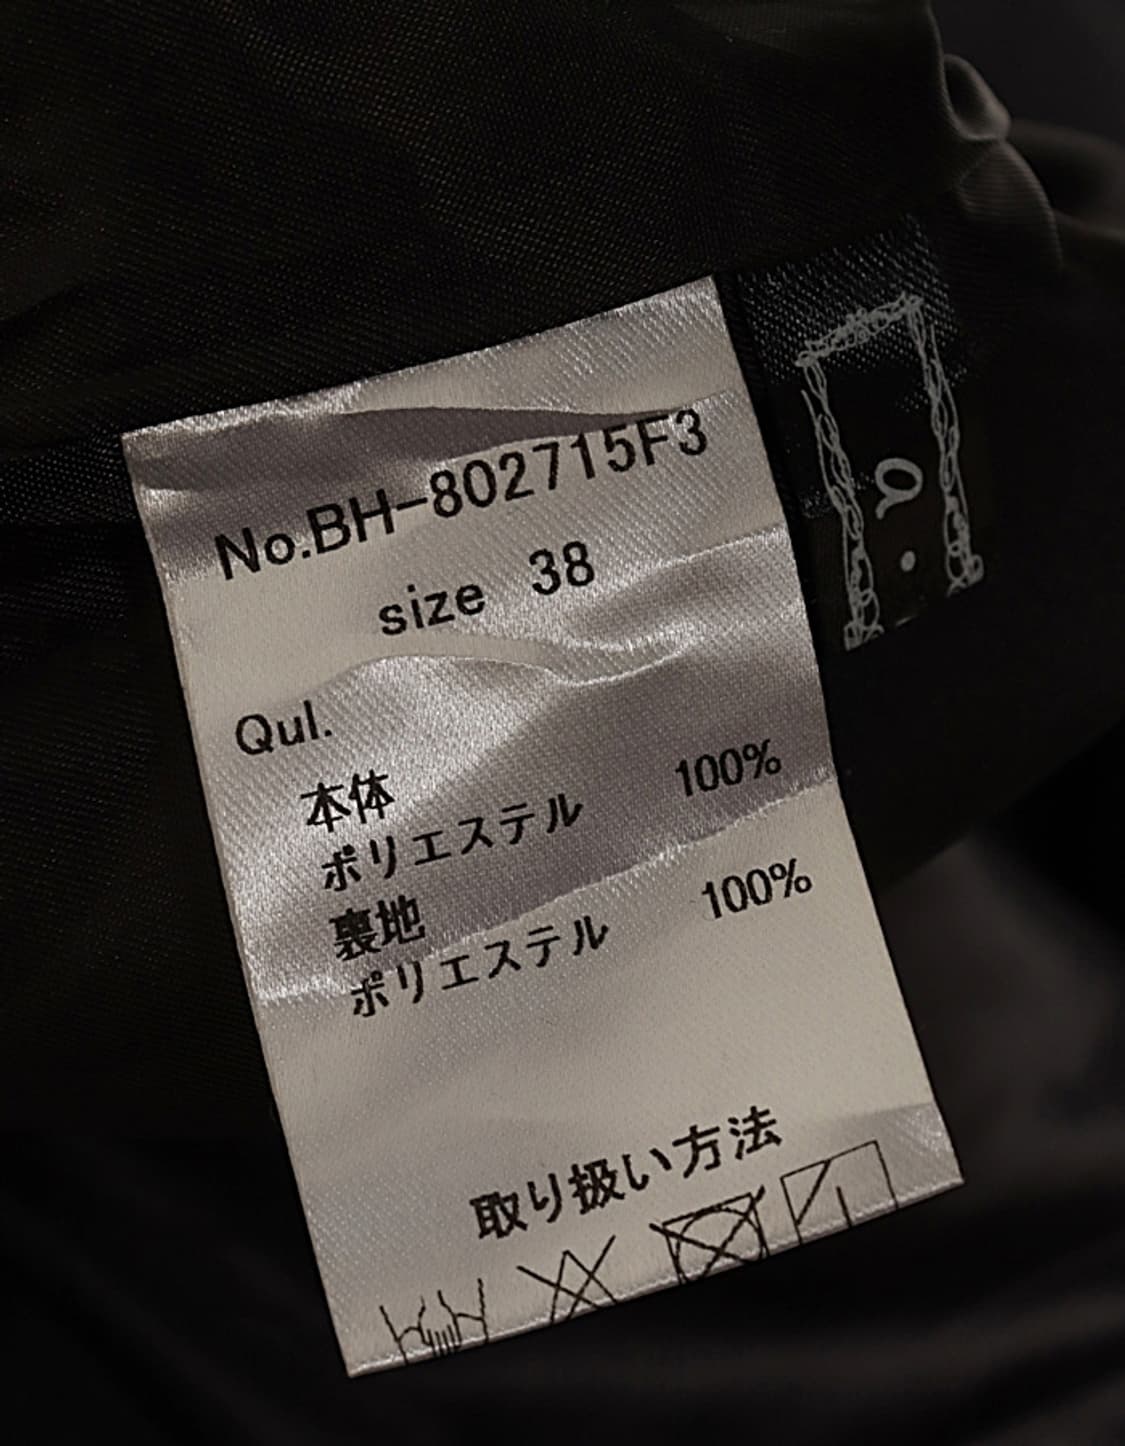 No.BH-802715F3
size 38
Qul.
本体
ポリエステル 100%
裏地
ポリエステル 100%
取り扱い方法
a.